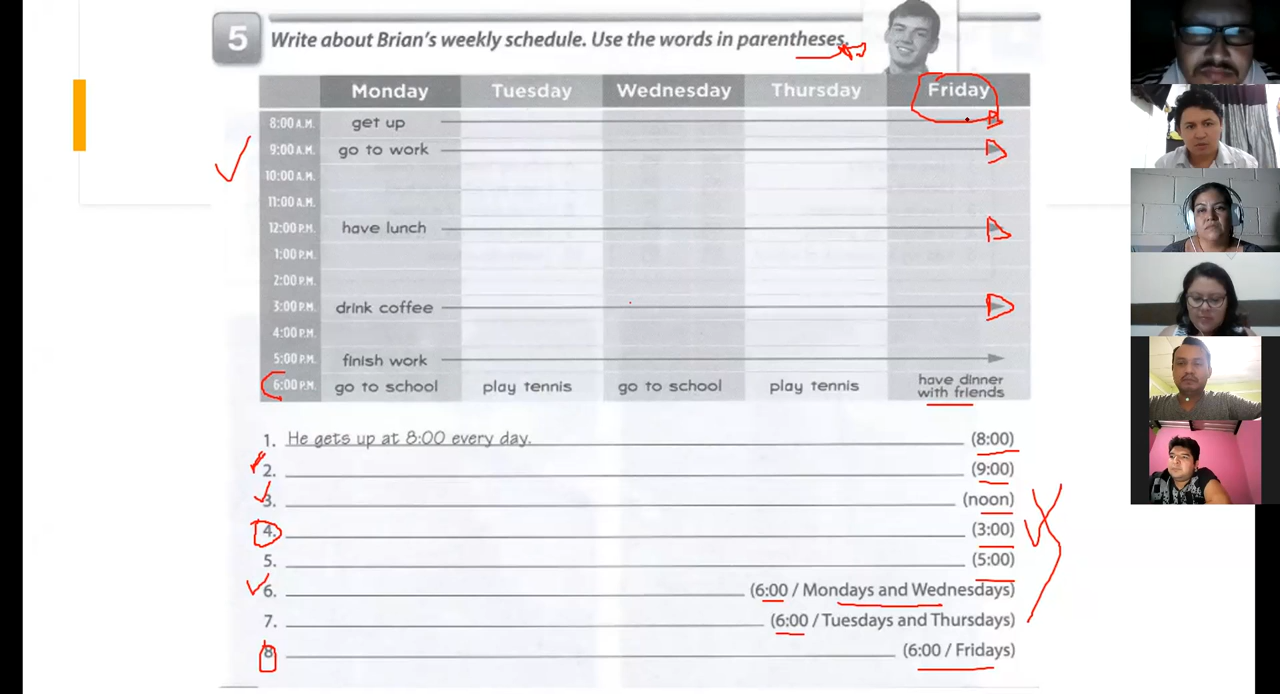 5 Write about Brian's weekly schedule. Use the words in parentheses.
Monday Tuesday Wednesday Thursday Friday
8:00 A.M. get up
9:00 A.M. go to work
10:00 A.M.
11:00 A.M.
12:00 P.M. have lunch
1:00 P.M.
2:00 P.M.
3:00 P.M. drink coffee
4:00 P.M.
5:00 P.M. finish work
6:00 P.M. go to school play tennis go to school play tennis have dinner
with friends
1. He gets up at 8:00 every day. (8:00)
2. (9:00)
3. (noon)
4. (3:00)
5. (5:00)
6. (6:00 / Mondays and Wednesdays)
7. (6:00 / Tuesdays and Thursdays)
8. (6:00 / Fridays)